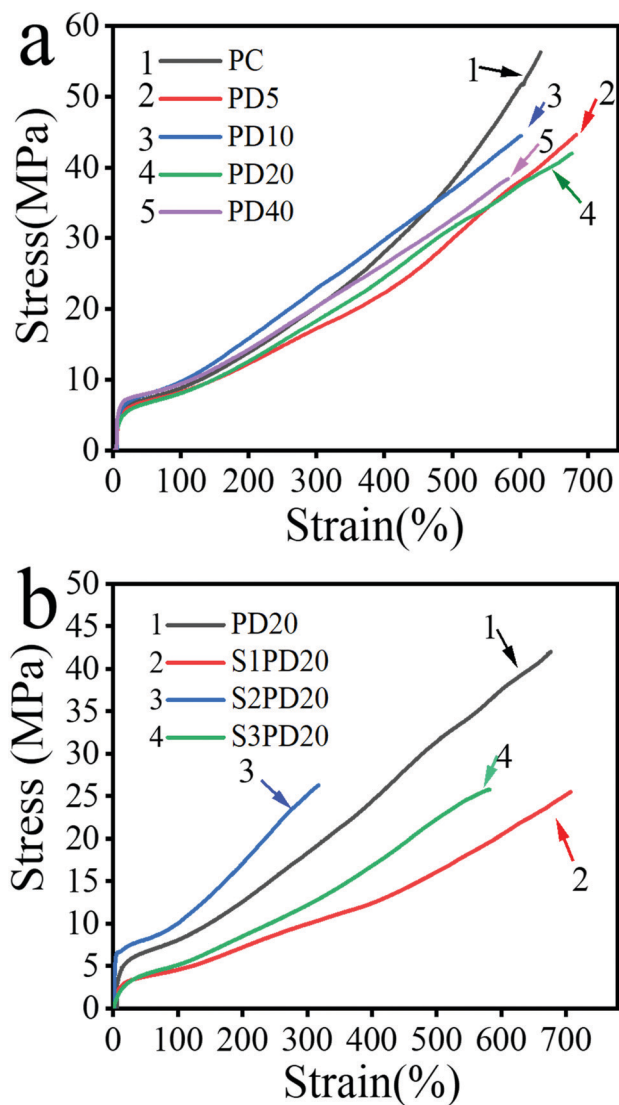 a
60
50
40
30
20
10
0
Stress(MPa)
1 PC
2 PD5
3 PD10
4 PD20
5 PD40
1
3
2
5
4
0 100 200 300 400 500 600 700
Strain(%)
b
50
45
40
35
30
25
20
15
10
5
0
Stress (MPa)
1 PD20
2 S1PD20
3 S2PD20
4 S3PD20
1
3
4
2
0 100 200 300 400 500 600 700
Strain(%)